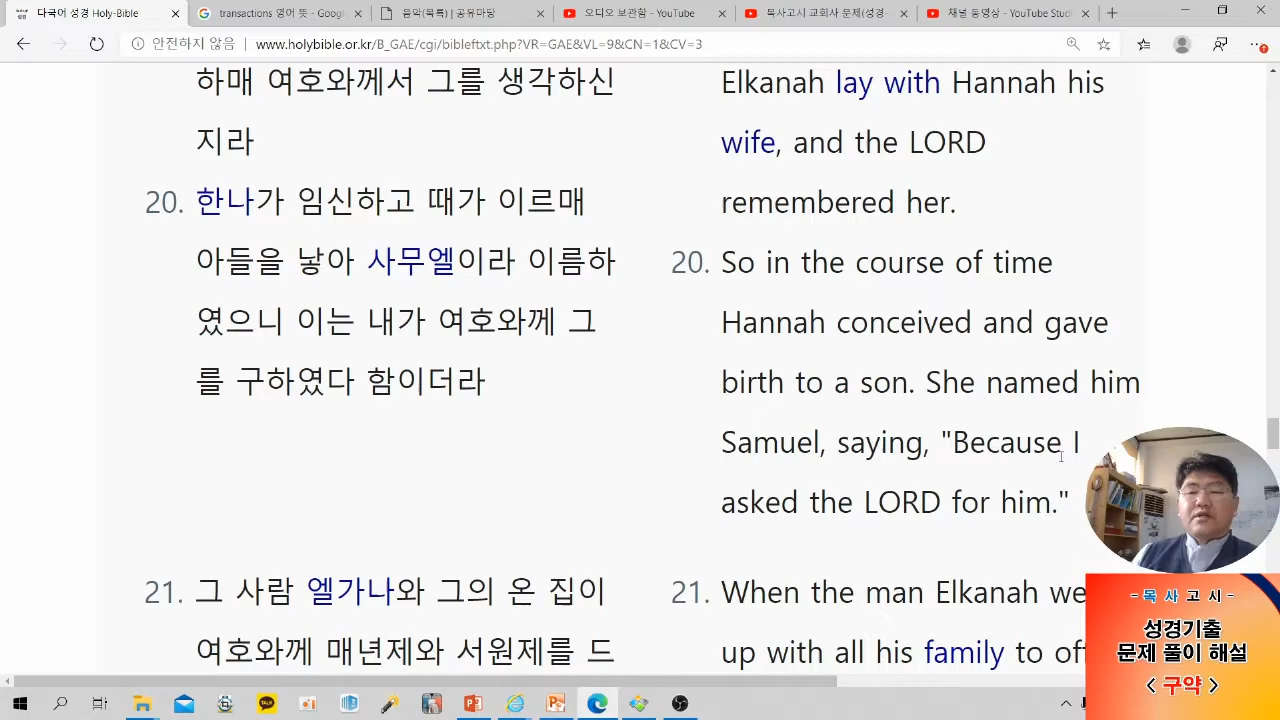 다국어 성경 Holy-Bible
transactions 영어 뜻 - Google
음악(목록) | 공유마당
오디오 보관함 - YouTube
목사고시 교회사 문제(성경-
채널 동영상 - YouTube Stud
안전하지 않음
www.holybible.or.kr/B_GAE/cgi/bibleftxt.php?VR=GAE&VL=9&CN=1&CV=3
하매 여호와께서 그를 생각하신
지라
20. 한나가 임신하고 때가 이르매
아들을 낳아 사무엘이라 이름하
였으니 이는 내가 여호와께 그
를 구하였다 함이더라
21. 그 사람 엘가나와 그의 온 집이
여호와께 매년제와 서원제를 드
Elkanah lay with Hannah his
wife, and the LORD
remembered her.
20. So in the course of time
Hannah conceived and gave
birth to a son. She named him
Samuel, saying, "Because I
asked the LORD for him."
21. When the man Elkanah we
up with all his family to of
- 목 사 고 시 -
성경기출
문제 풀이 해설
< 구약 >